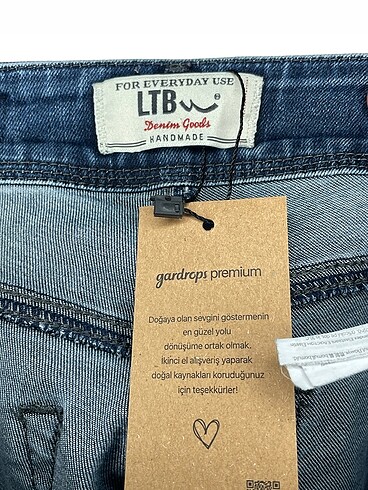 FOR EVERYDAY USE
LTB
Denim Goods
HANDMADE
gardrops premium
Doğaya olan sevgini göstermenin
en güzel yolu
dönüşüme ortak olmak.
İkinci el alışveriş yaparak
doğal kaynakları koruduğunuz
için teşekkürler!